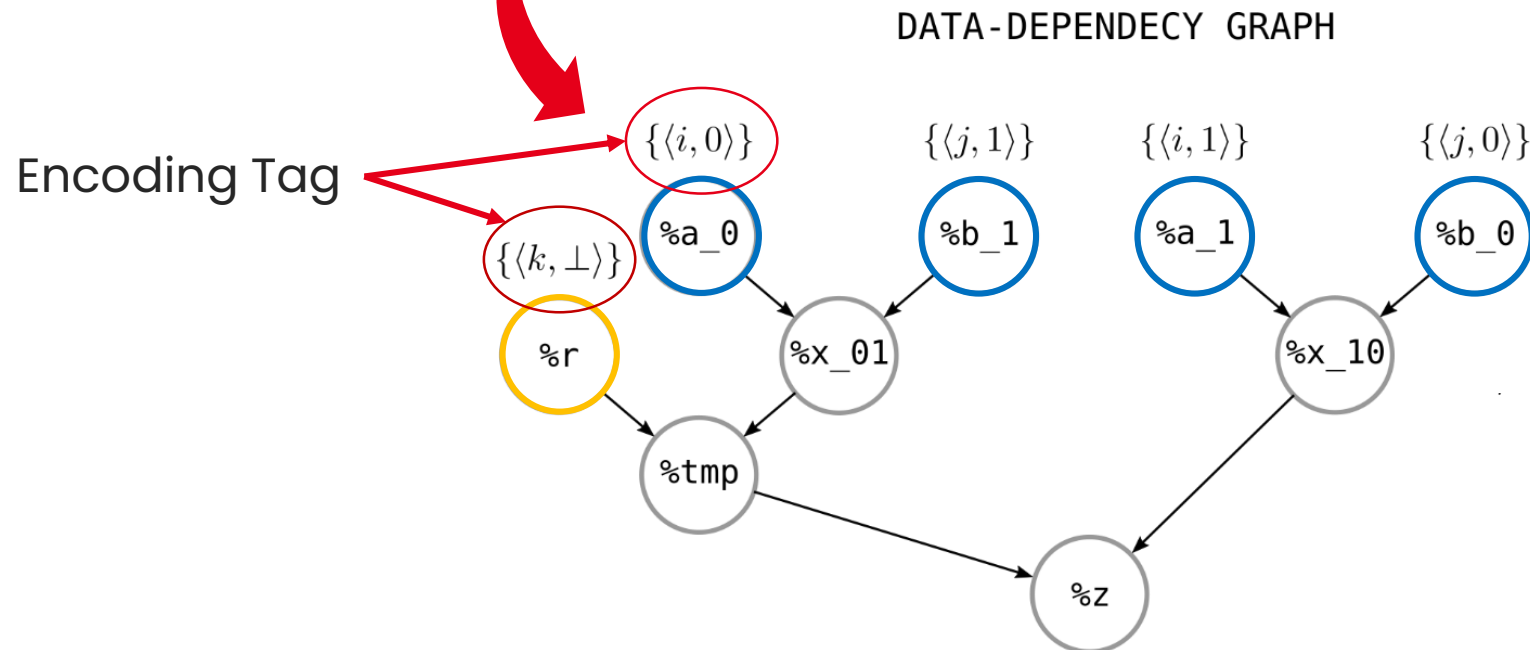 DATA-DEPENDECY GRAPH
{⟨i, 0⟩}
{⟨j, 1⟩}
{⟨i, 1⟩}
{⟨j, 0⟩}
Encoding Tag
%a_0
%b_1
%a_1
%b_0
{⟨k, ⊥⟩}
%r
%x_01
%x_10
%tmp
%z